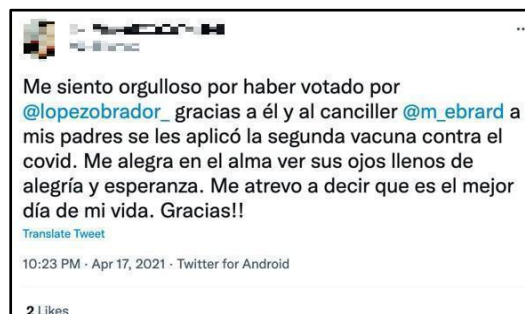 Me siento orgulloso por haber votado por
@lopezobrador_ gracias a él y al canciller @m_ebrard a
mis padres se les aplicó la segunda vacuna contra el
covid. Me alegra en el alma ver sus ojos llenos de
alegría y esperanza. Me atrevo a decir que es el mejor
día de mi vida. Gracias!!
Translate Tweet
10:23 PM · Apr 17, 2021 · Twitter for Android
2 Likes